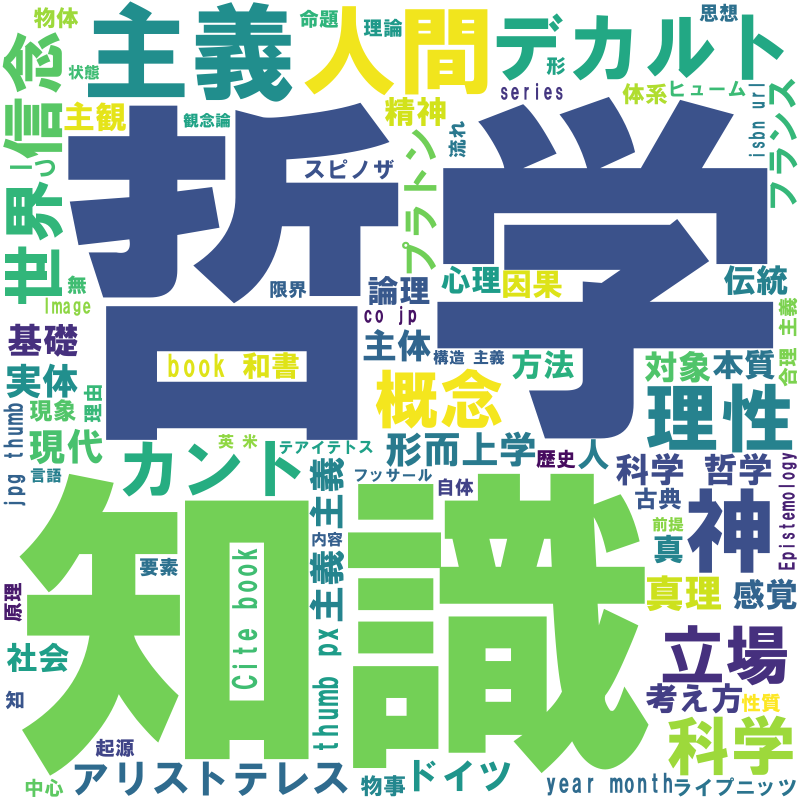 物体
信念
状態
主義
命題
人間
理論
デカルト
思想
形
主観
観念論
精神
series
体系
ヒューム
isbn url
フランス
一つ
世界
哲学
スピノザ
プラトン
流れ
無
Image
限界
論理
心理
因果
伝統
co jp
基礎
book 和書
主体
構造 主義
方法
対象
本質
合理 主義
実体
概念
理性
現象
理由
jpg thumb
現代
英 米
テアイテトス
形而上学
歴史
人
科学 哲学
カント
言語
フッサール
自体
主義 主義
古典
前提
神
Epistemology
知識
内容
真
要素
Cite book
真理
感覚
原理
立場
社会
thumb px
考え方
性質
知
科学
起源
中心
アリストテレス
物事
ドイツ
year month
ライプニッツ